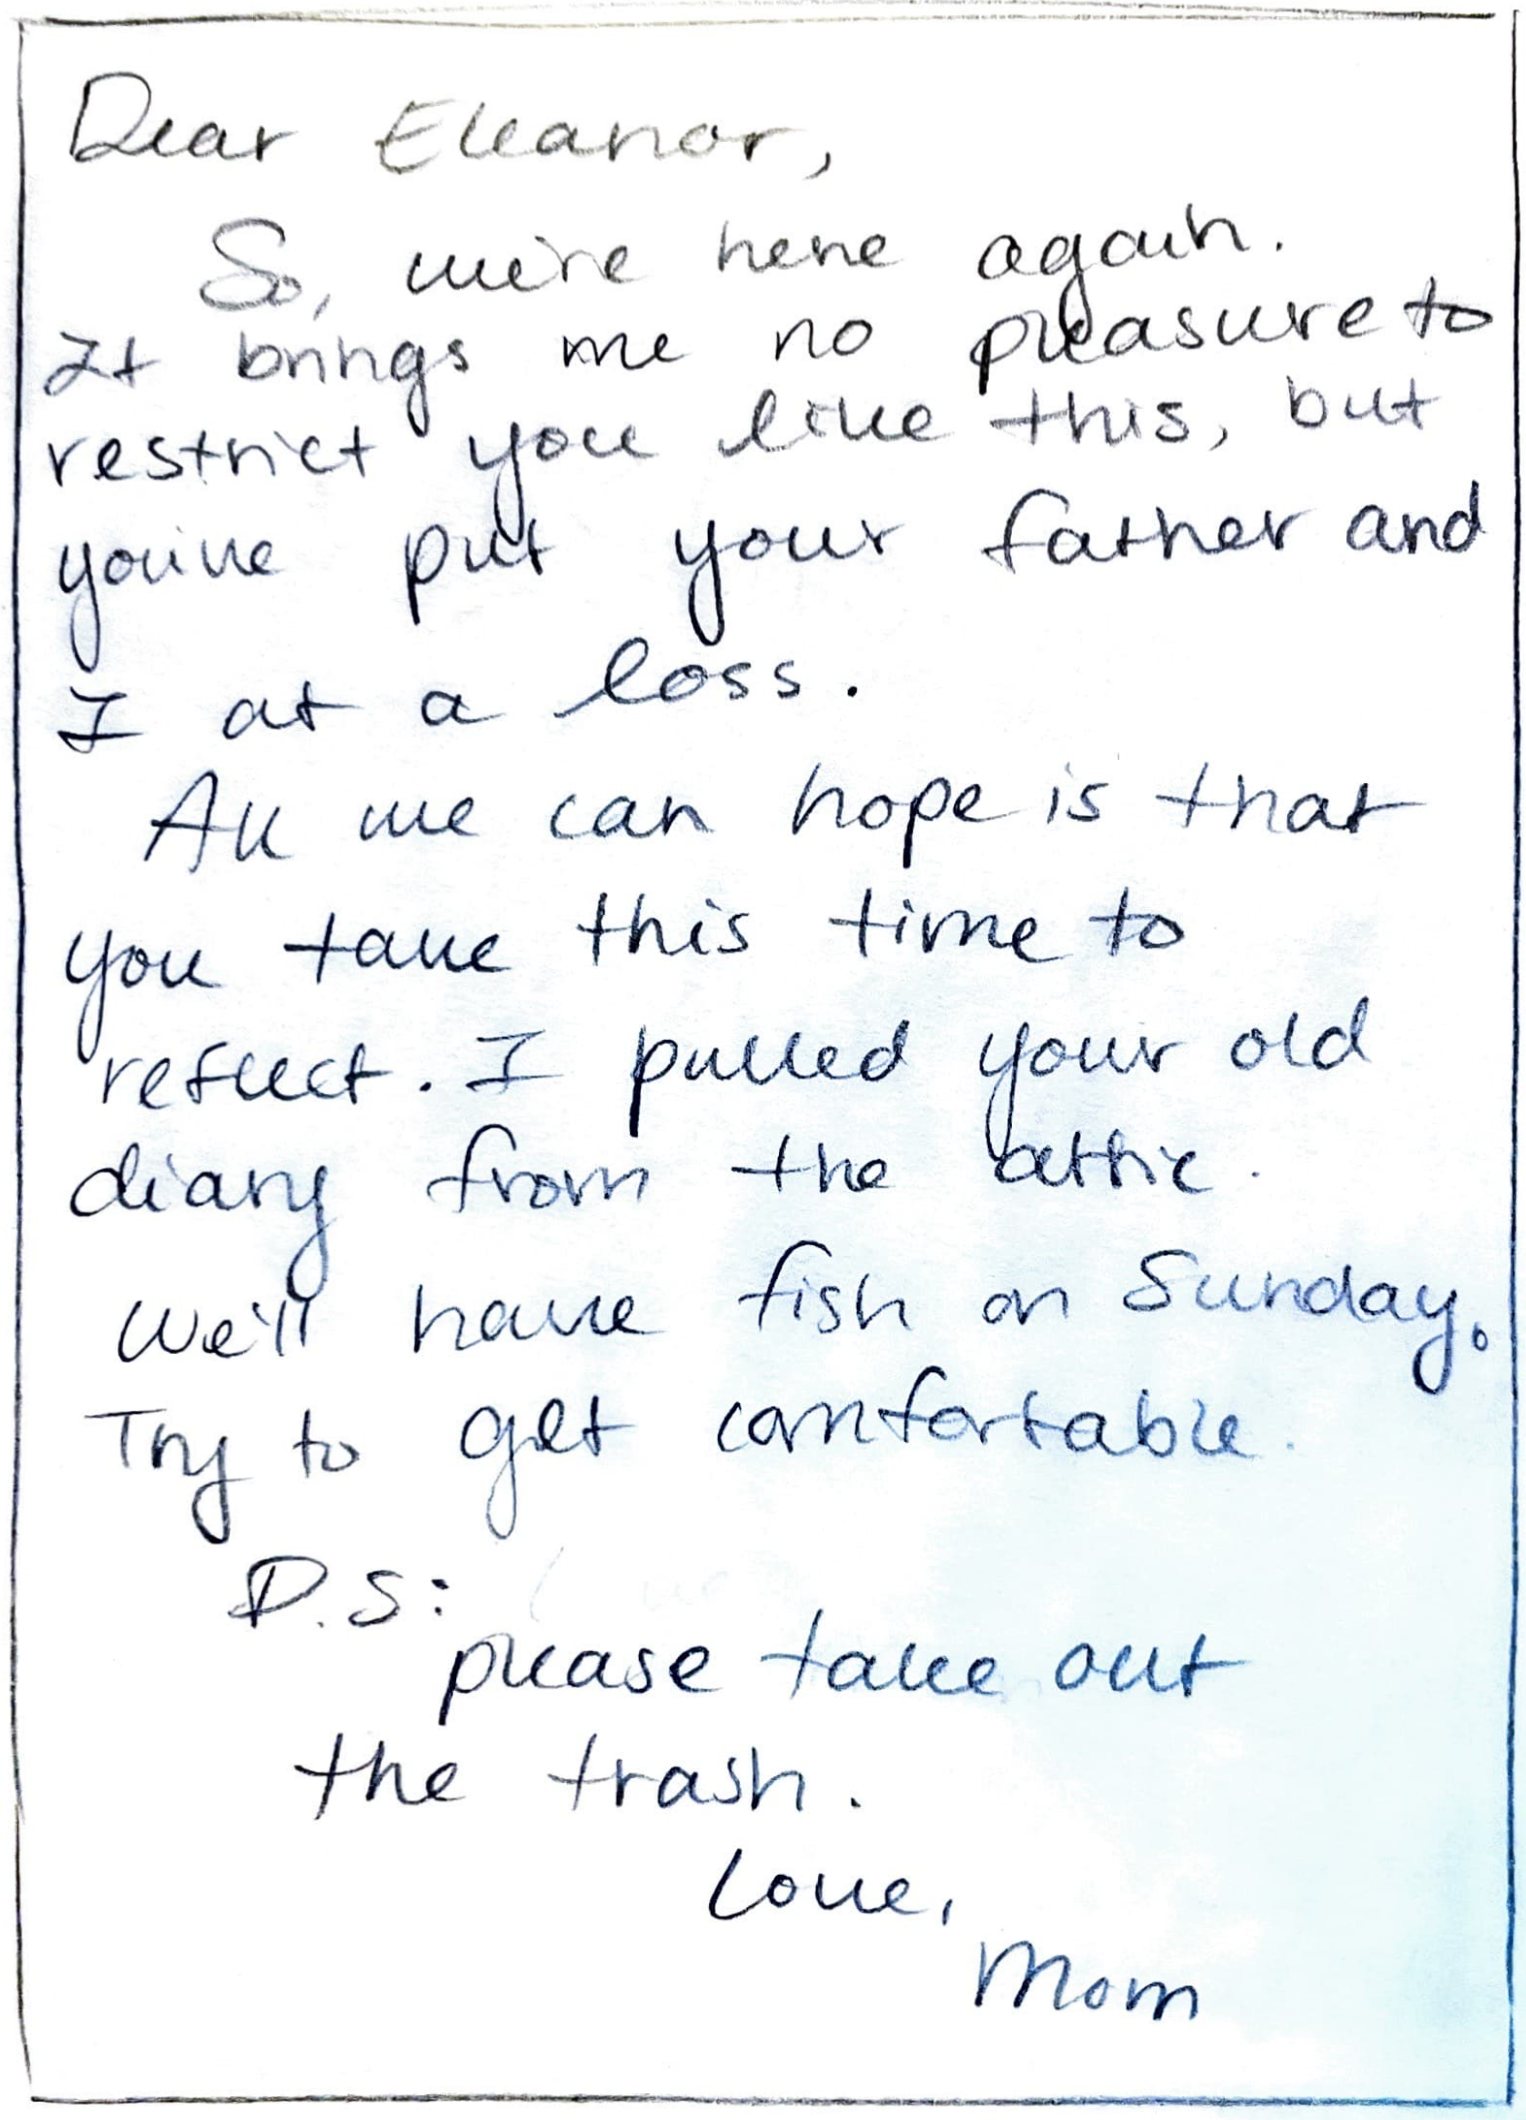 Dear Eleanor,
So, we're here again.
It brings me no pleasure to
restrict you like this, but
you've put your father and
I at a loss.
All we can hope is that
you take this time to
reflect. I pulled your old
diary from the attic.
We'll have fish on Sunday.
Try to get comfortable.
P.S:
please take out
the trash.
Love,
Mom